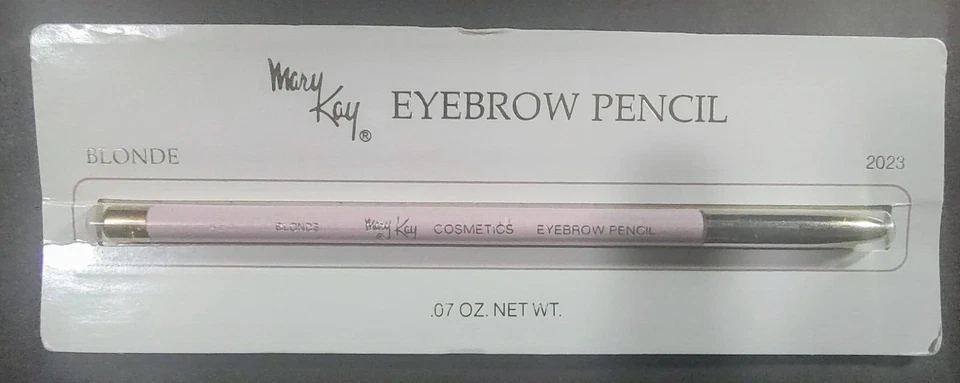 Mary Kay® EYEBROW PENCIL
BLONDE 2023
BLONDE Mary Kay® COSMETICS EYEBROW PENCIL
.07 OZ. NET WT.